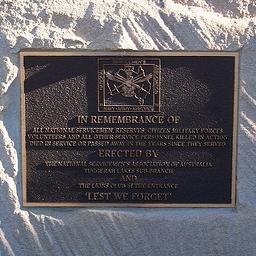 IN REMEMBRANCE OF
ALL NATIONAL SERVICEMEN, RESERVES, CITIZEN MILITARY FORCES
VOLUNTEERS AND ALL OTHER SERVICE PERSONNEL KILLED IN ACTION
DIED IN SERVICE OR PASSED AWAY IN THE YEARS SINCE THEY SERVED
ERECTED BY
THE NATIONAL SERVICEMEN'S ASSOCIATION OF AUSTRALIA
TUGGERAH LAKES SUB-BRANCH
AND
THE LIONS CLUB OF THE ENTRANCE
'LEST WE FORGET'